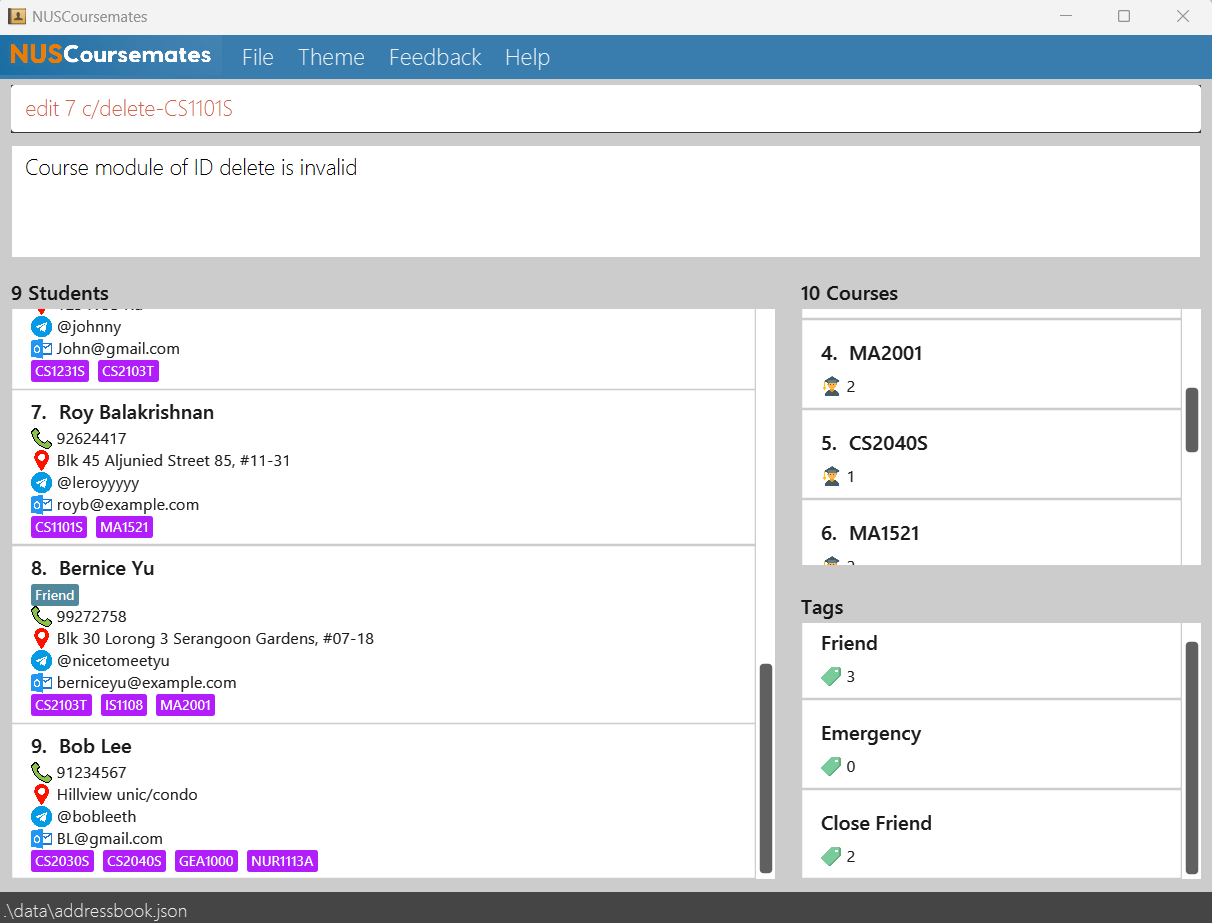 NUSCoursemates
NUSCoursemates File Theme Feedback Help
edit 7 c/delete-CS1101S
Course module of ID delete is invalid
9 Students
@johnny
John@gmail.com
CS1231S CS2103T
7. Roy Balakrishnan
92624417
Blk 45 Aljunied Street 85, #11-31
@leroyyyyy
royb@example.com
CS1101S MA1521
8. Bernice Yu
Friend
99272758
Blk 30 Lorong 3 Serangoon Gardens, #07-18
@nicetomeetyu
berniceyu@example.com
CS2103T IS1108 MA2001
9. Bob Lee
91234567
Hillview unic/condo
@bobleeth
BL@gmail.com
CS2030S CS2040S GEA1000 NUR1113A
10 Courses
4. MA2001
2
5. CS2040S
1
6. MA1521
Tags
Friend
3
Emergency
0
Close Friend
2
.\data\addressbook.json